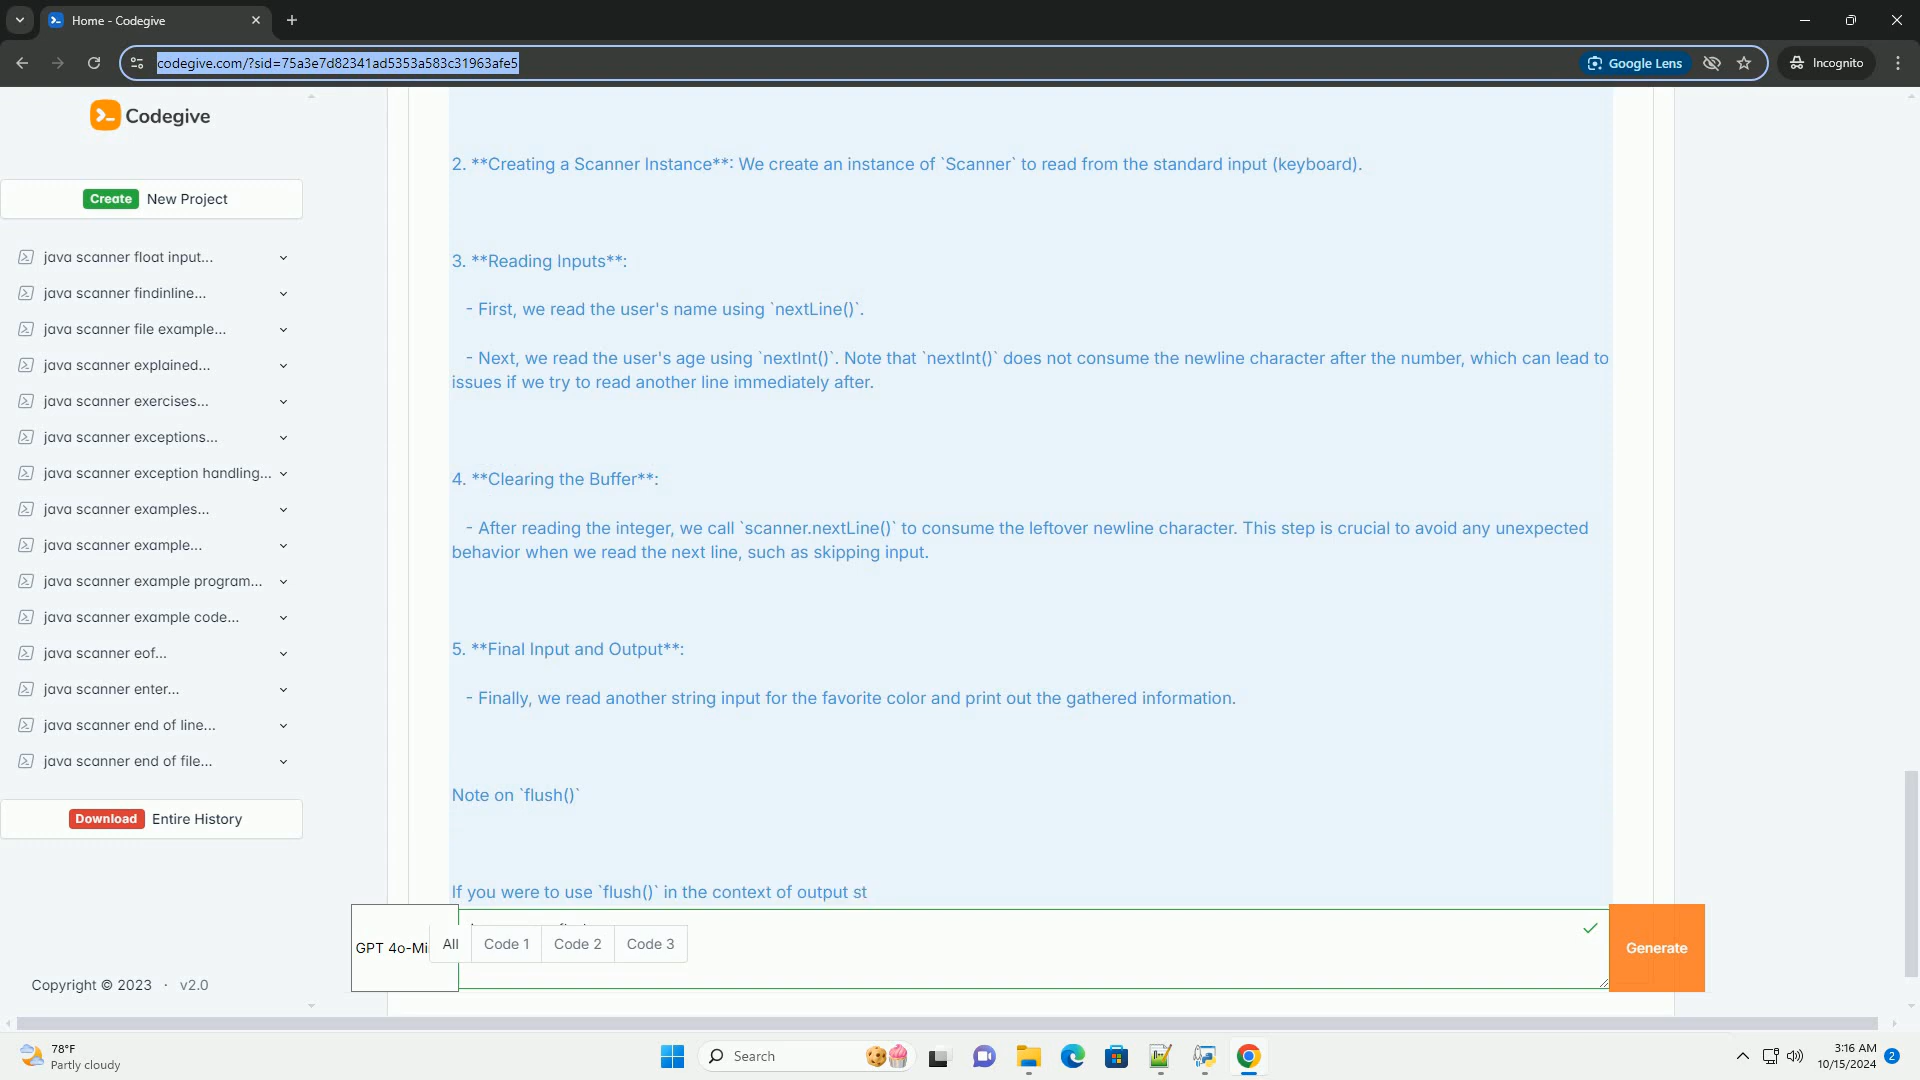 Home - Codegive
codegive.com/?sid=75a3e7d82341ad5353a583c31963afe5
Google Lens
Incognito
Codegive
Create New Project
java scanner float input...
java scanner findinline...
java scanner file example...
java scanner explained...
java scanner exercises...
java scanner exceptions...
java scanner exception handling...
java scanner examples...
java scanner example...
java scanner example program...
java scanner example code...
java scanner eof...
java scanner enter...
java scanner end of line...
java scanner end of file...
Download Entire History
Copyright © 2023 · v2.0
2. **Creating a Scanner Instance**: We create an instance of `Scanner` to read from the standard input (keyboard).
3. **Reading Inputs**:
- First, we read the user's name using `nextLine()`.
- Next, we read the user's age using `nextInt()`. Note that `nextInt()` does not consume the newline character after the number, which can lead to
issues if we try to read another line immediately after.
4. **Clearing the Buffer**:
- After reading the integer, we call `scanner.nextLine()` to consume the leftover newline character. This step is crucial to avoid any unexpected
behavior when we read the next line, such as skipping input.
5. **Final Input and Output**:
- Finally, we read another string input for the favorite color and print out the gathered information.
Note on `flush()`
If you were to use `flush()` in the context of output st
GPT 4o-Mi
All Code 1 Code 2 Code 3
Generate
78°F
Partly cloudy
Search
3:16 AM
10/15/2024
2